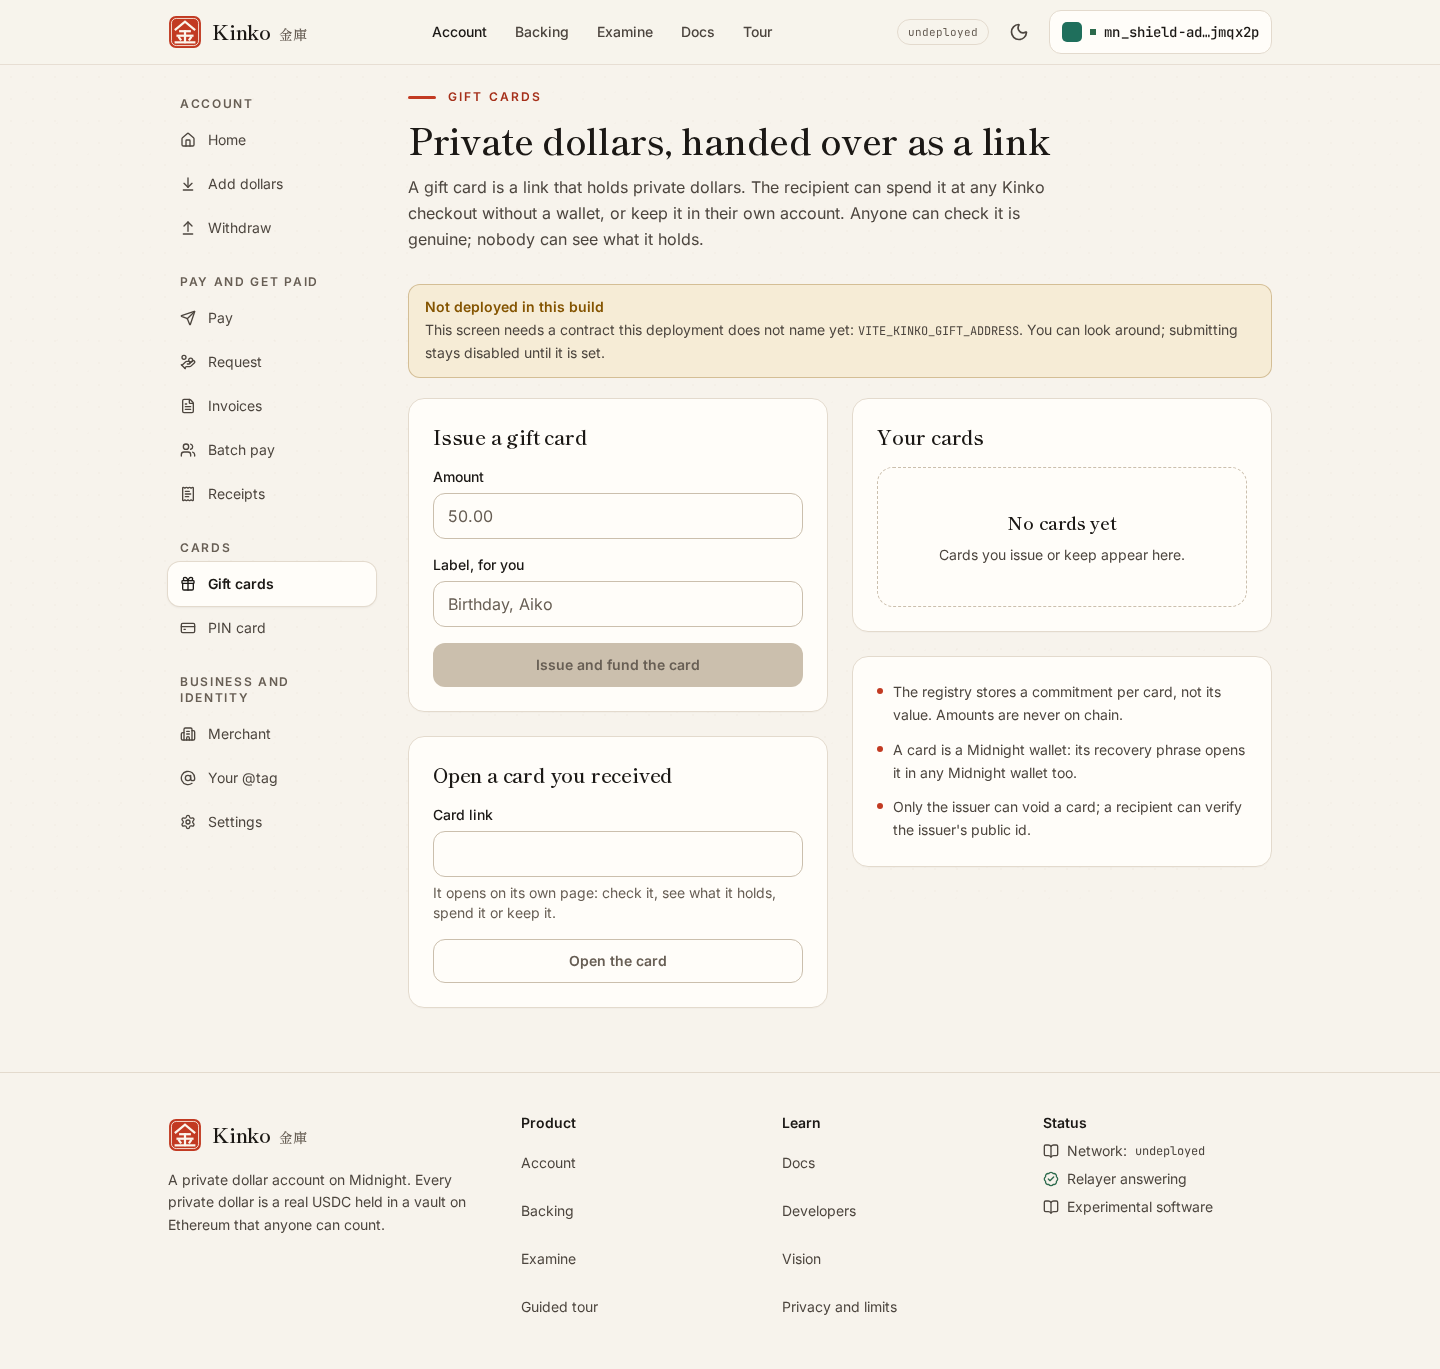 Kinko 金庫
Account
Backing
Examine
Docs
Tour
undeployed
mn_shield-ad…jmqx2p
ACCOUNT
Home
Add dollars
Withdraw
PAY AND GET PAID
Pay
Request
Invoices
Batch pay
Receipts
CARDS
Gift cards
PIN card
BUSINESS AND
IDENTITY
Merchant
Your @tag
Settings
GIFT CARDS
Private dollars, handed over as a link
A gift card is a link that holds private dollars. The recipient can spend it at any Kinko
checkout without a wallet, or keep it in their own account. Anyone can check it is
genuine; nobody can see what it holds.
Not deployed in this build
This screen needs a contract this deployment does not name yet: VITE_KINKO_GIFT_ADDRESS. You can look around; submitting
stays disabled until it is set.
Issue a gift card
Amount
50.00
Label, for you
Birthday, Aiko
Issue and fund the card
Open a card you received
Card link
It opens on its own page: check it, see what it holds,
spend it or keep it.
Open the card
Your cards
No cards yet
Cards you issue or keep appear here.
The registry stores a commitment per card, not its
value. Amounts are never on chain.
A card is a Midnight wallet: its recovery phrase opens
it in any Midnight wallet too.
Only the issuer can void a card; a recipient can verify
the issuer's public id.
金
Kinko 金庫
A private dollar account on Midnight. Every
private dollar is a real USDC held in a vault on
Ethereum that anyone can count.
Product
Account
Backing
Examine
Guided tour
Learn
Docs
Developers
Vision
Privacy and limits
Status
Network: undeployed
Relayer answering
Experimental software